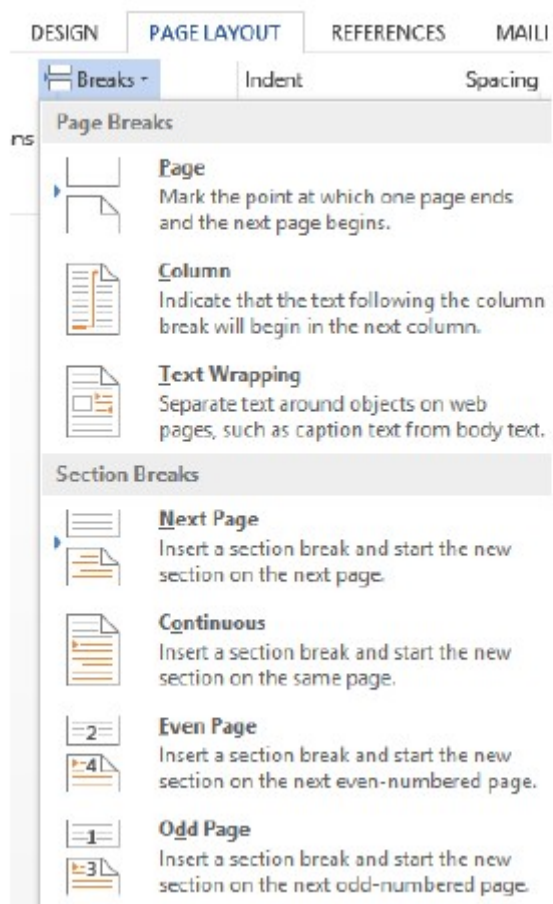 DESIGN PAGE LAYOUT REFERENCES MAILI
Breaks Indent Spacing
ns
Page Breaks
Page
Mark the point at which one page ends
and the next page begins.
Column
Indicate that the text following the column
break will begin in the next column.
Text Wrapping
Separate text around objects on web
pages, such as caption text from body text.
Section Breaks
Next Page
Insert a section break and start the new
section on the next page.
Continuous
Insert a section break and start the new
section on the same page.
2
Even Page
4
Insert a section break and start the new
section on the next even-numbered page.
1
Odd Page
3
Insert a section break and start the new
section on the next odd-numbered page.